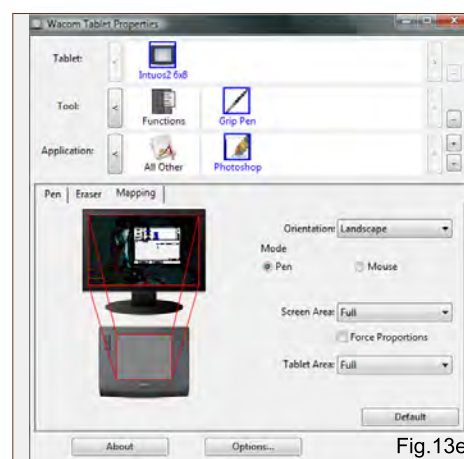 Wacom Tablet Properties
Tablet:
Intuos2 6x8
Tool:
Functions
Grip Pen
Application:
All Other
Photoshop
Pen
Eraser
Mapping
Orientation: Landscape
Mode
Pen
Mouse
Screen Area: Full
Force Proportions
Tablet Area: Full
Default
About
Options...
Fig.13e